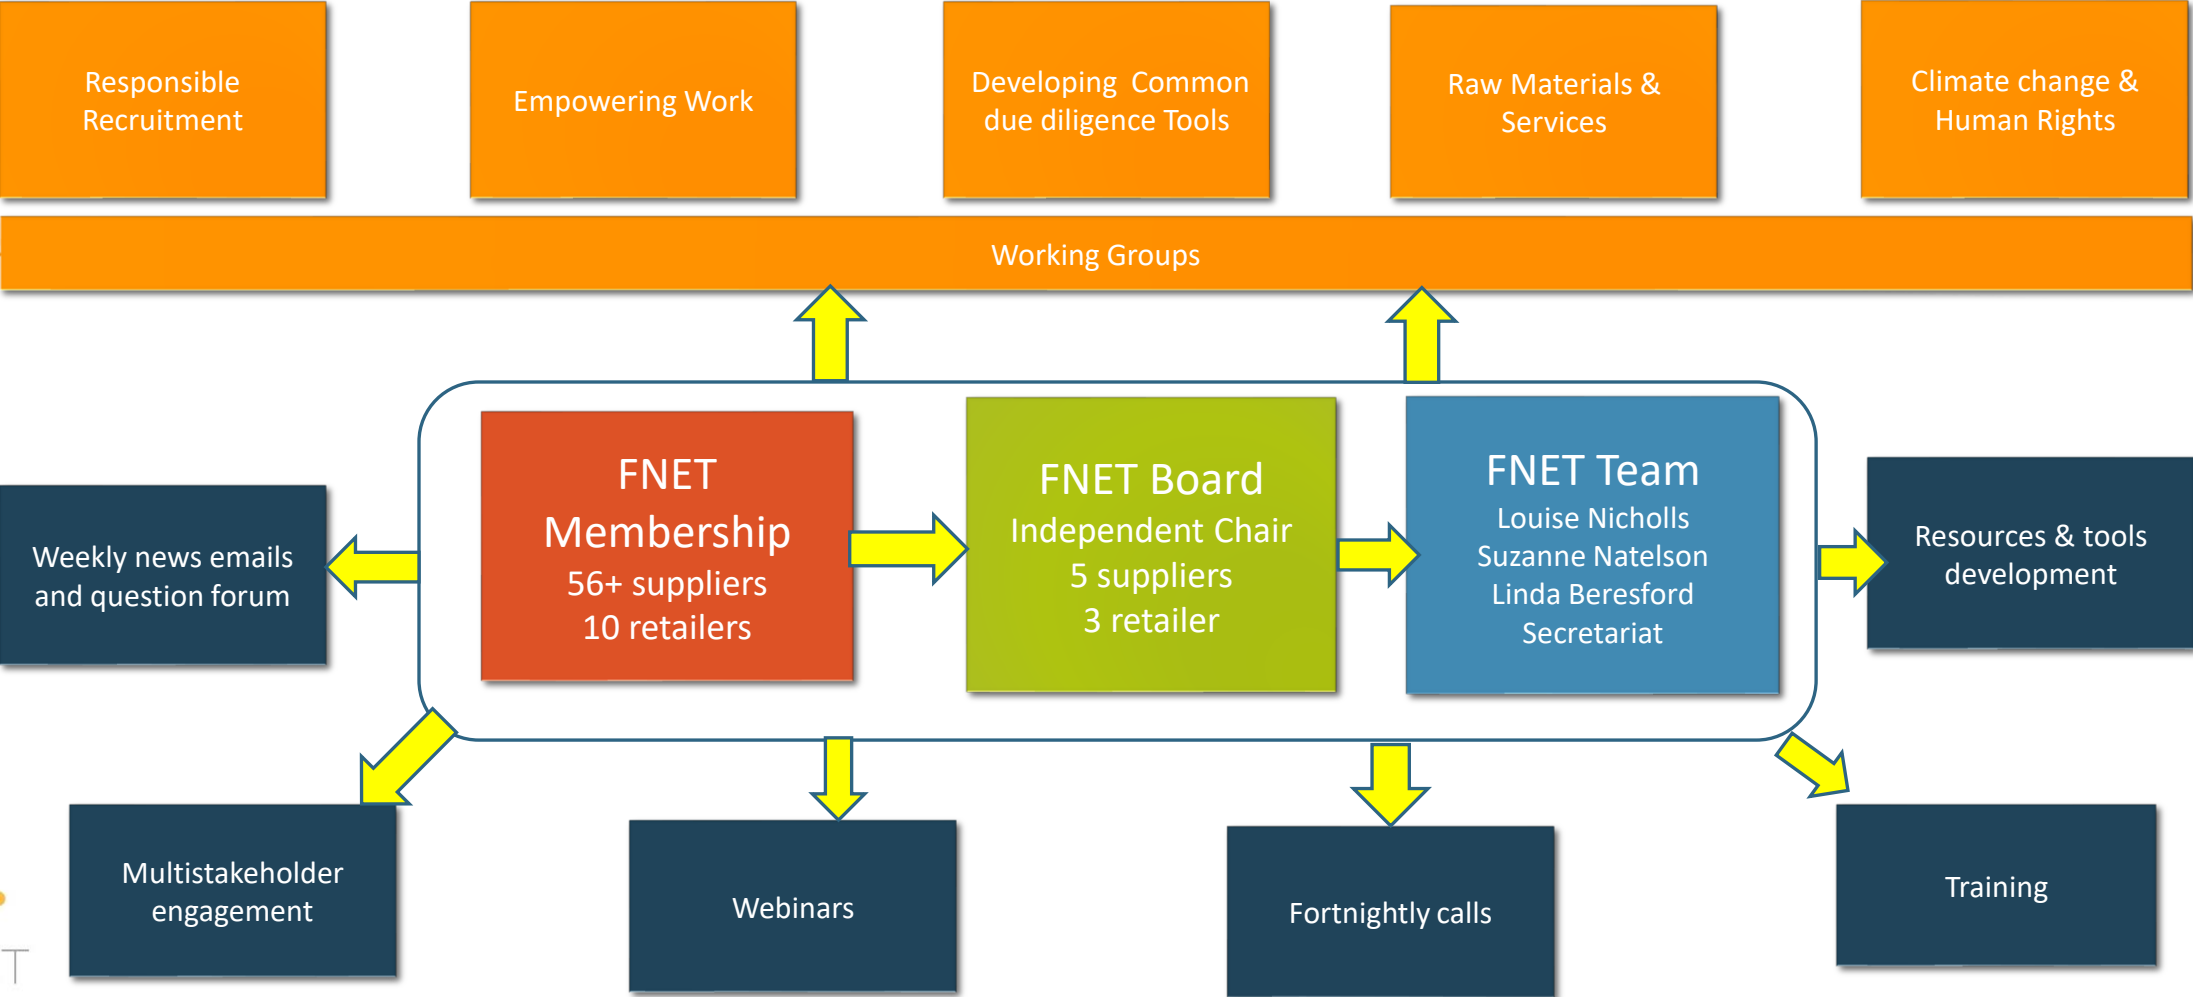 Responsible
Recruitment
Empowering Work
Developing Common
due diligence Tools
Raw Materials &
Services
Climate change &
Human Rights
Working Groups
FNET
Membership
56+ suppliers
10 retailers
FNET Board
Independent Chair
5 suppliers
3 retailer
FNET Team
Louise Nicholls
Suzanne Natelson
Linda Beresford
Secretariat
Weekly news emails
and question forum
Resources & tools
development
Multistakeholder
engagement
Webinars
Fortnightly calls
Training
T